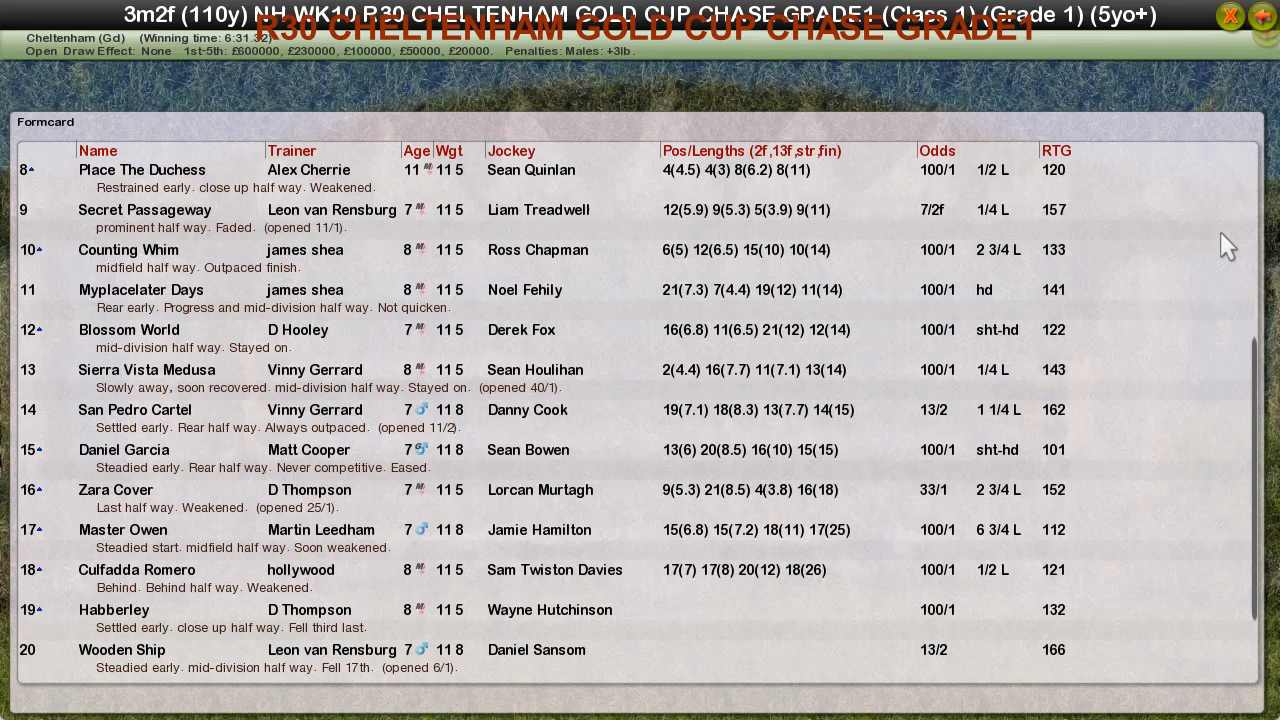 3m2f (110y) NH WK10 R30 CHELTENHAM GOLD CUP CHASE GRADE1 (Class 1) (Grade 1) (5yo+)
R30 CHELTENHAM GOLD CUP CHASE GRADE1
Cheltenham (Gd) (Winning time: 6:31.32)
Open Draw Effect: None 1st-5th: £600000, £230000, £100000, £50000, £20000. Penalties: Males: +3lb.
Formcard
Name Trainer Age Wgt Jockey Pos/Lengths (2f,13f,str,fin) Odds RTG
8 Place The Duchess Alex Cherrie 11 M 11 5 Sean Quinlan 4(4.5) 4(3) 8(6.2) 8(11) 100/1 1/2 L 120
Restrained early. close up half way. Weakened.
9 Secret Passageway Leon van Rensburg 7 M 11 5 Liam Treadwell 12(5.9) 9(5.3) 5(3.9) 9(11) 7/2f 1/4 L 157
prominent half way. Faded. (opened 11/1).
10 Counting Whim james shea 8 M 11 5 Ross Chapman 6(5) 12(6.5) 15(10) 10(14) 100/1 2 3/4 L 133
midfield half way. Outpaced finish.
11 Myplacelater Days james shea 8 M 11 5 Noel Fehily 21(7.3) 7(4.4) 19(12) 11(14) 100/1 hd 141
Rear early. Progress and mid-division half way. Not quicken.
12 Blossom World D Hooley 7 M 11 5 Derek Fox 16(6.8) 11(6.5) 21(12) 12(14) 100/1 sht-hd 122
mid-division half way. Stayed on.
13 Sierra Vista Medusa Vinny Gerrard 8 M 11 5 Sean Houlihan 2(4.4) 16(7.7) 11(7.1) 13(14) 100/1 1/4 L 143
Slowly away, soon recovered. mid-division half way. Stayed on. (opened 40/1).
14 San Pedro Cartel Vinny Gerrard 7 11 8 Danny Cook 19(7.1) 18(8.3) 13(7.7) 14(15) 13/2 1 1/4 L 162
Settled early. Rear half way. Always outpaced. (opened 11/2).
15 Daniel Garcia Matt Cooper 7 11 8 Sean Bowen 13(6) 20(8.5) 16(10) 15(15) 100/1 sht-hd 101
Steadied early. Rear half way. Never competitive. Eased.
16 Zara Cover D Thompson 7 M 11 5 Lorcan Murtagh 9(5.3) 21(8.5) 4(3.8) 16(18) 33/1 2 3/4 L 152
Last half way. Weakened. (opened 25/1).
17 Master Owen Martin Leedham 7 11 8 Jamie Hamilton 15(6.8) 15(7.2) 18(11) 17(25) 100/1 6 3/4 L 112
Steadied start. midfield half way. Soon weakened.
18 Culfadda Romero hollywood 8 M 11 5 Sam Twiston Davies 17(7) 17(8) 20(12) 18(26) 100/1 1/2 L 121
Behind. Behind half way. Weakened.
19 Habberley D Thompson 8 M 11 5 Wayne Hutchinson 100/1 132
Settled early. close up half way. Fell third last.
20 Wooden Ship Leon van Rensburg 7 11 8 Daniel Sansom 13/2 166
Steadied early. mid-division half way. Fell 17th. (opened 6/1).